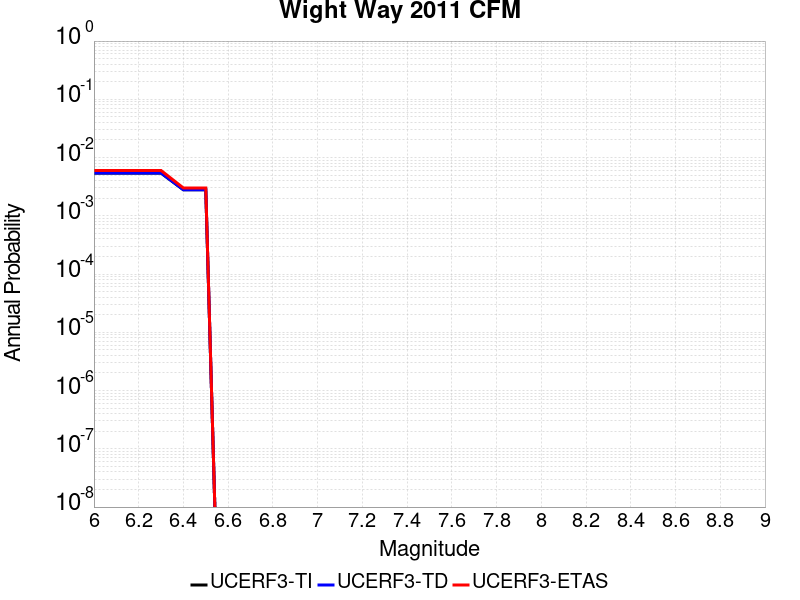 Wight Way 2011 CFM
10^0
10^-1
10^-2
10^-3
10^-4
10^-5
10^-6
10^-7
10^-8
Annual Probability
6 6.2 6.4 6.6 6.8 7 7.2 7.4 7.6 7.8 8 8.2 8.4 8.6 8.8 9
Magnitude
UCERF3-TI UCERF3-TD UCERF3-ETAS